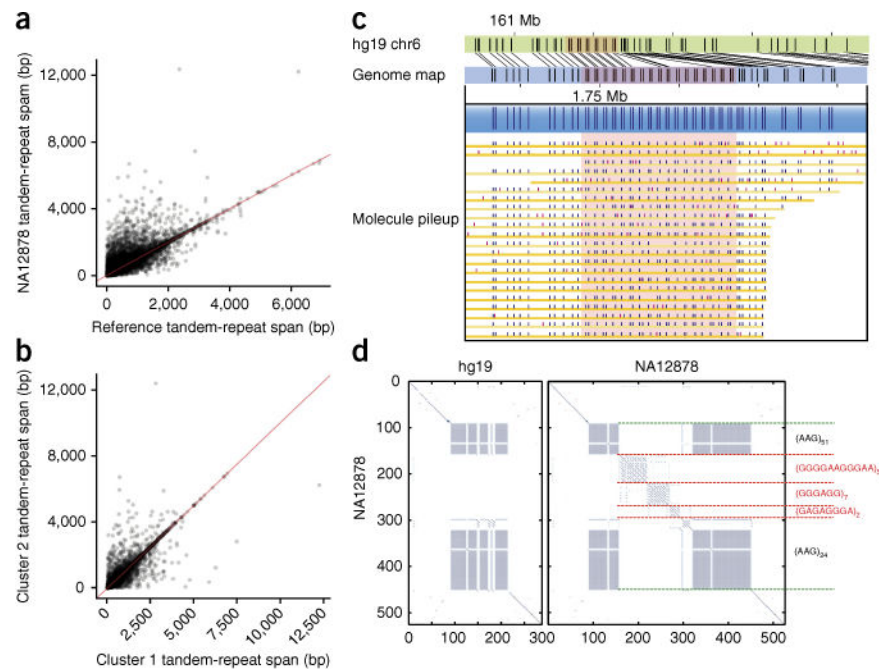 a
NA12878 tandem-repeat spam (bp)
12,000
8,000
4,000
0
0 2,000 4,000 6,000
Reference tandem-repeat span (bp)
b
Cluster 2 tandem-repeat spam (bp)
12,000
8,000
4,000
0
0 2,500 5,000 7,500 10,000 12,500
Cluster 1 tandem-repeat span (bp)
c
161 Mb
hg19 chr6
Genome map
1.75 Mb
Molecule pileup
d
hg19 NA12878
NA12878
0
100
200
300
400
500
0 100 200 300 0 100 200 300 400 500
(AAG)51
(GGGGAAGGGAA)5
(GGGAGG)7
(GAGAGGGA)2
(AAG)24